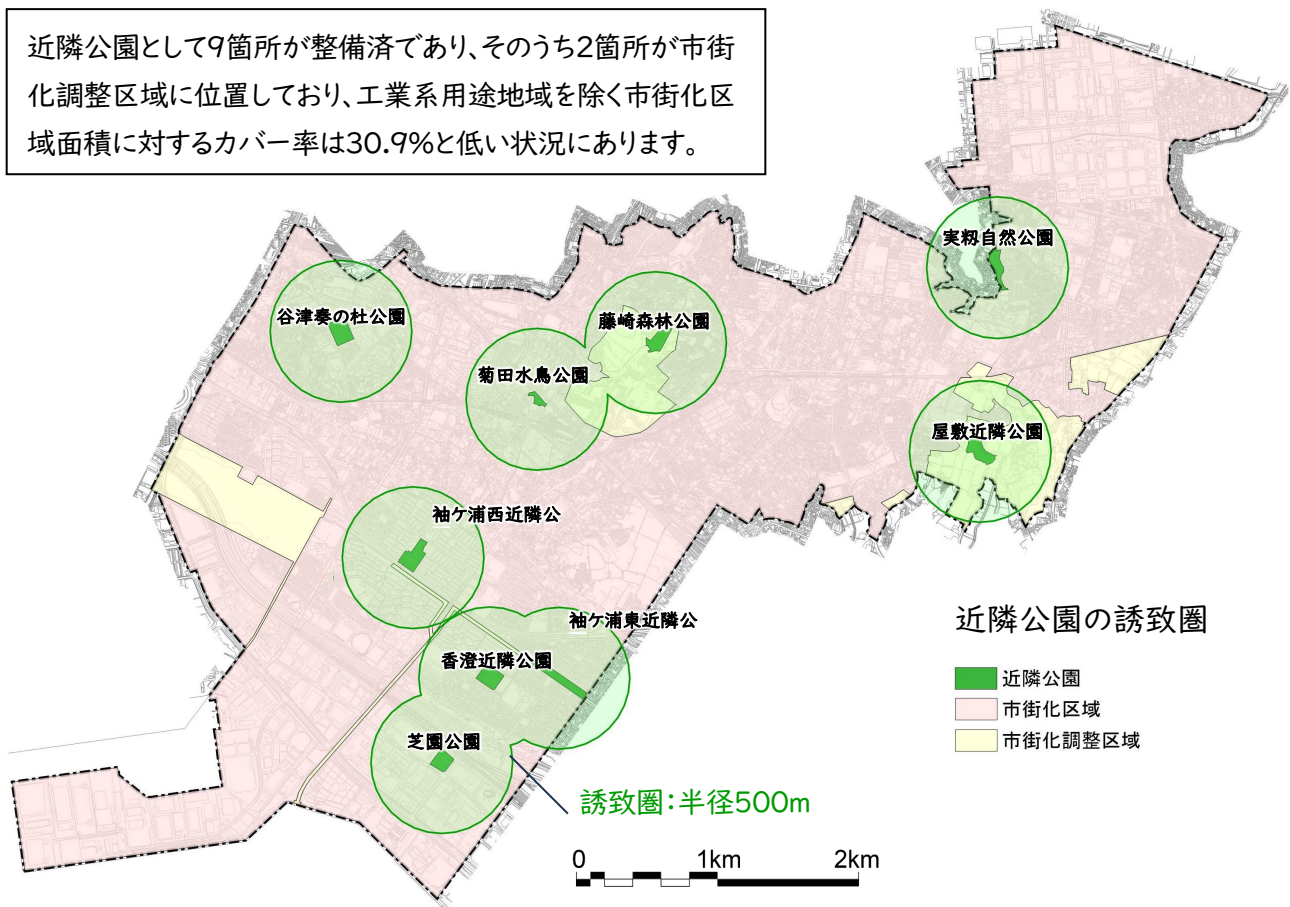 近隣公園として9箇所が整備済であり、そのうち2箇所が市街
化調整区域に位置しており、工業系用途地域を除く市街化区
域面積に対するカバー率は30.9%と低い状況にあります。
実籾自然公園
谷津奏の杜公園
藤崎森林公園
菊田水鳥公園
屋敷近隣公園
袖ケ浦西近隣公
袖ケ浦東近隣公
香澄近隣公園
芝園公園
誘致圏:半径500m
近隣公園の誘致圏
近隣公園
市街化区域
市街化調整区域
0 1km 2km